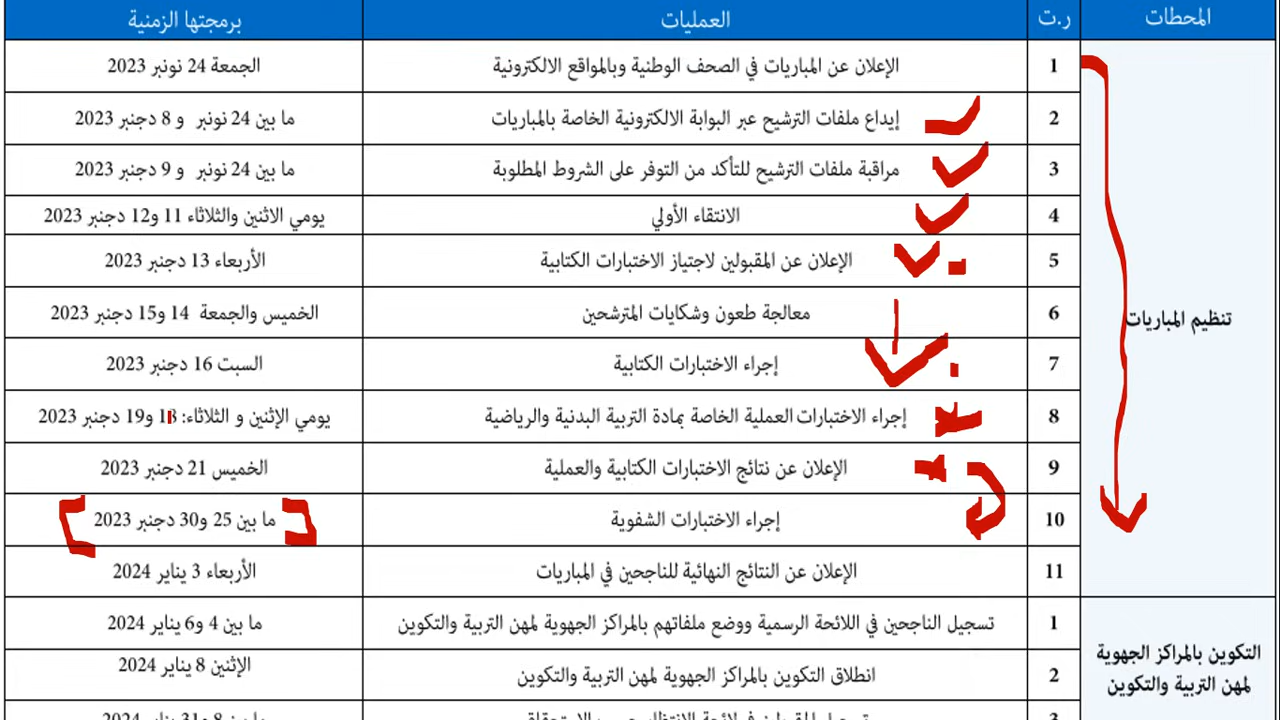 المحطات ر.ت العمليات برمجتها الزمنية
تنظيم المباريات
1 الإعلان عن المباريات في الصحف الوطنية وبالمواقع الالكترونية الجمعة 24 نونبر 2023
2 إيداع ملفات الترشيح عبر البوابة الالكترونية الخاصة بالمباريات ما بين 24 نونبر و 8 دجنبر 2023
3 مراقبة ملفات الترشيح للتأكد من التوفر على الشروط المطلوبة ما بين 24 نونبر و 9 دجنبر 2023
4 الانتقاء الأولي يومي الاثنين والثلاثاء 11 و12 دجنبر 2023
5 الإعلان عن المقبولين لاجتياز الاختبارات الكتابية الأربعاء 13 دجنبر 2023
6 معالجة طعون وشكايات المترشحين الخميس والجمعة 14 و15 دجنبر 2023
7 إجراء الاختبارات الكتابية السبت 16 دجنبر 2023
8 إجراء الاختبارات العملية الخاصة بمادة التربية البدنية والرياضية يومي الإثنين و الثلاثاء: 18 و19 دجنبر 2023
9 الإعلان عن نتائج الاختبارات الكتابية والعملية الخميس 21 دجنبر 2023
10 إجراء الاختبارات الشفوية ما بين 25 و30 دجنبر 2023
11 الإعلان عن النتائج النهائية للناجحين في المباريات الأربعاء 3 يناير 2024
التكوين بالمراكز الجهوية
لمهن التربية والتكوين
1 تسجيل الناجحين في اللائحة الرسمية ووضع ملفاتهم بالمراكز الجهوية لمهن التربية والتكوين ما بين 4 و6 يناير 2024
2 انطلاق التكوين بالمراكز الجهوية لمهن التربية والتكوين الإثنين 8 يناير 2024